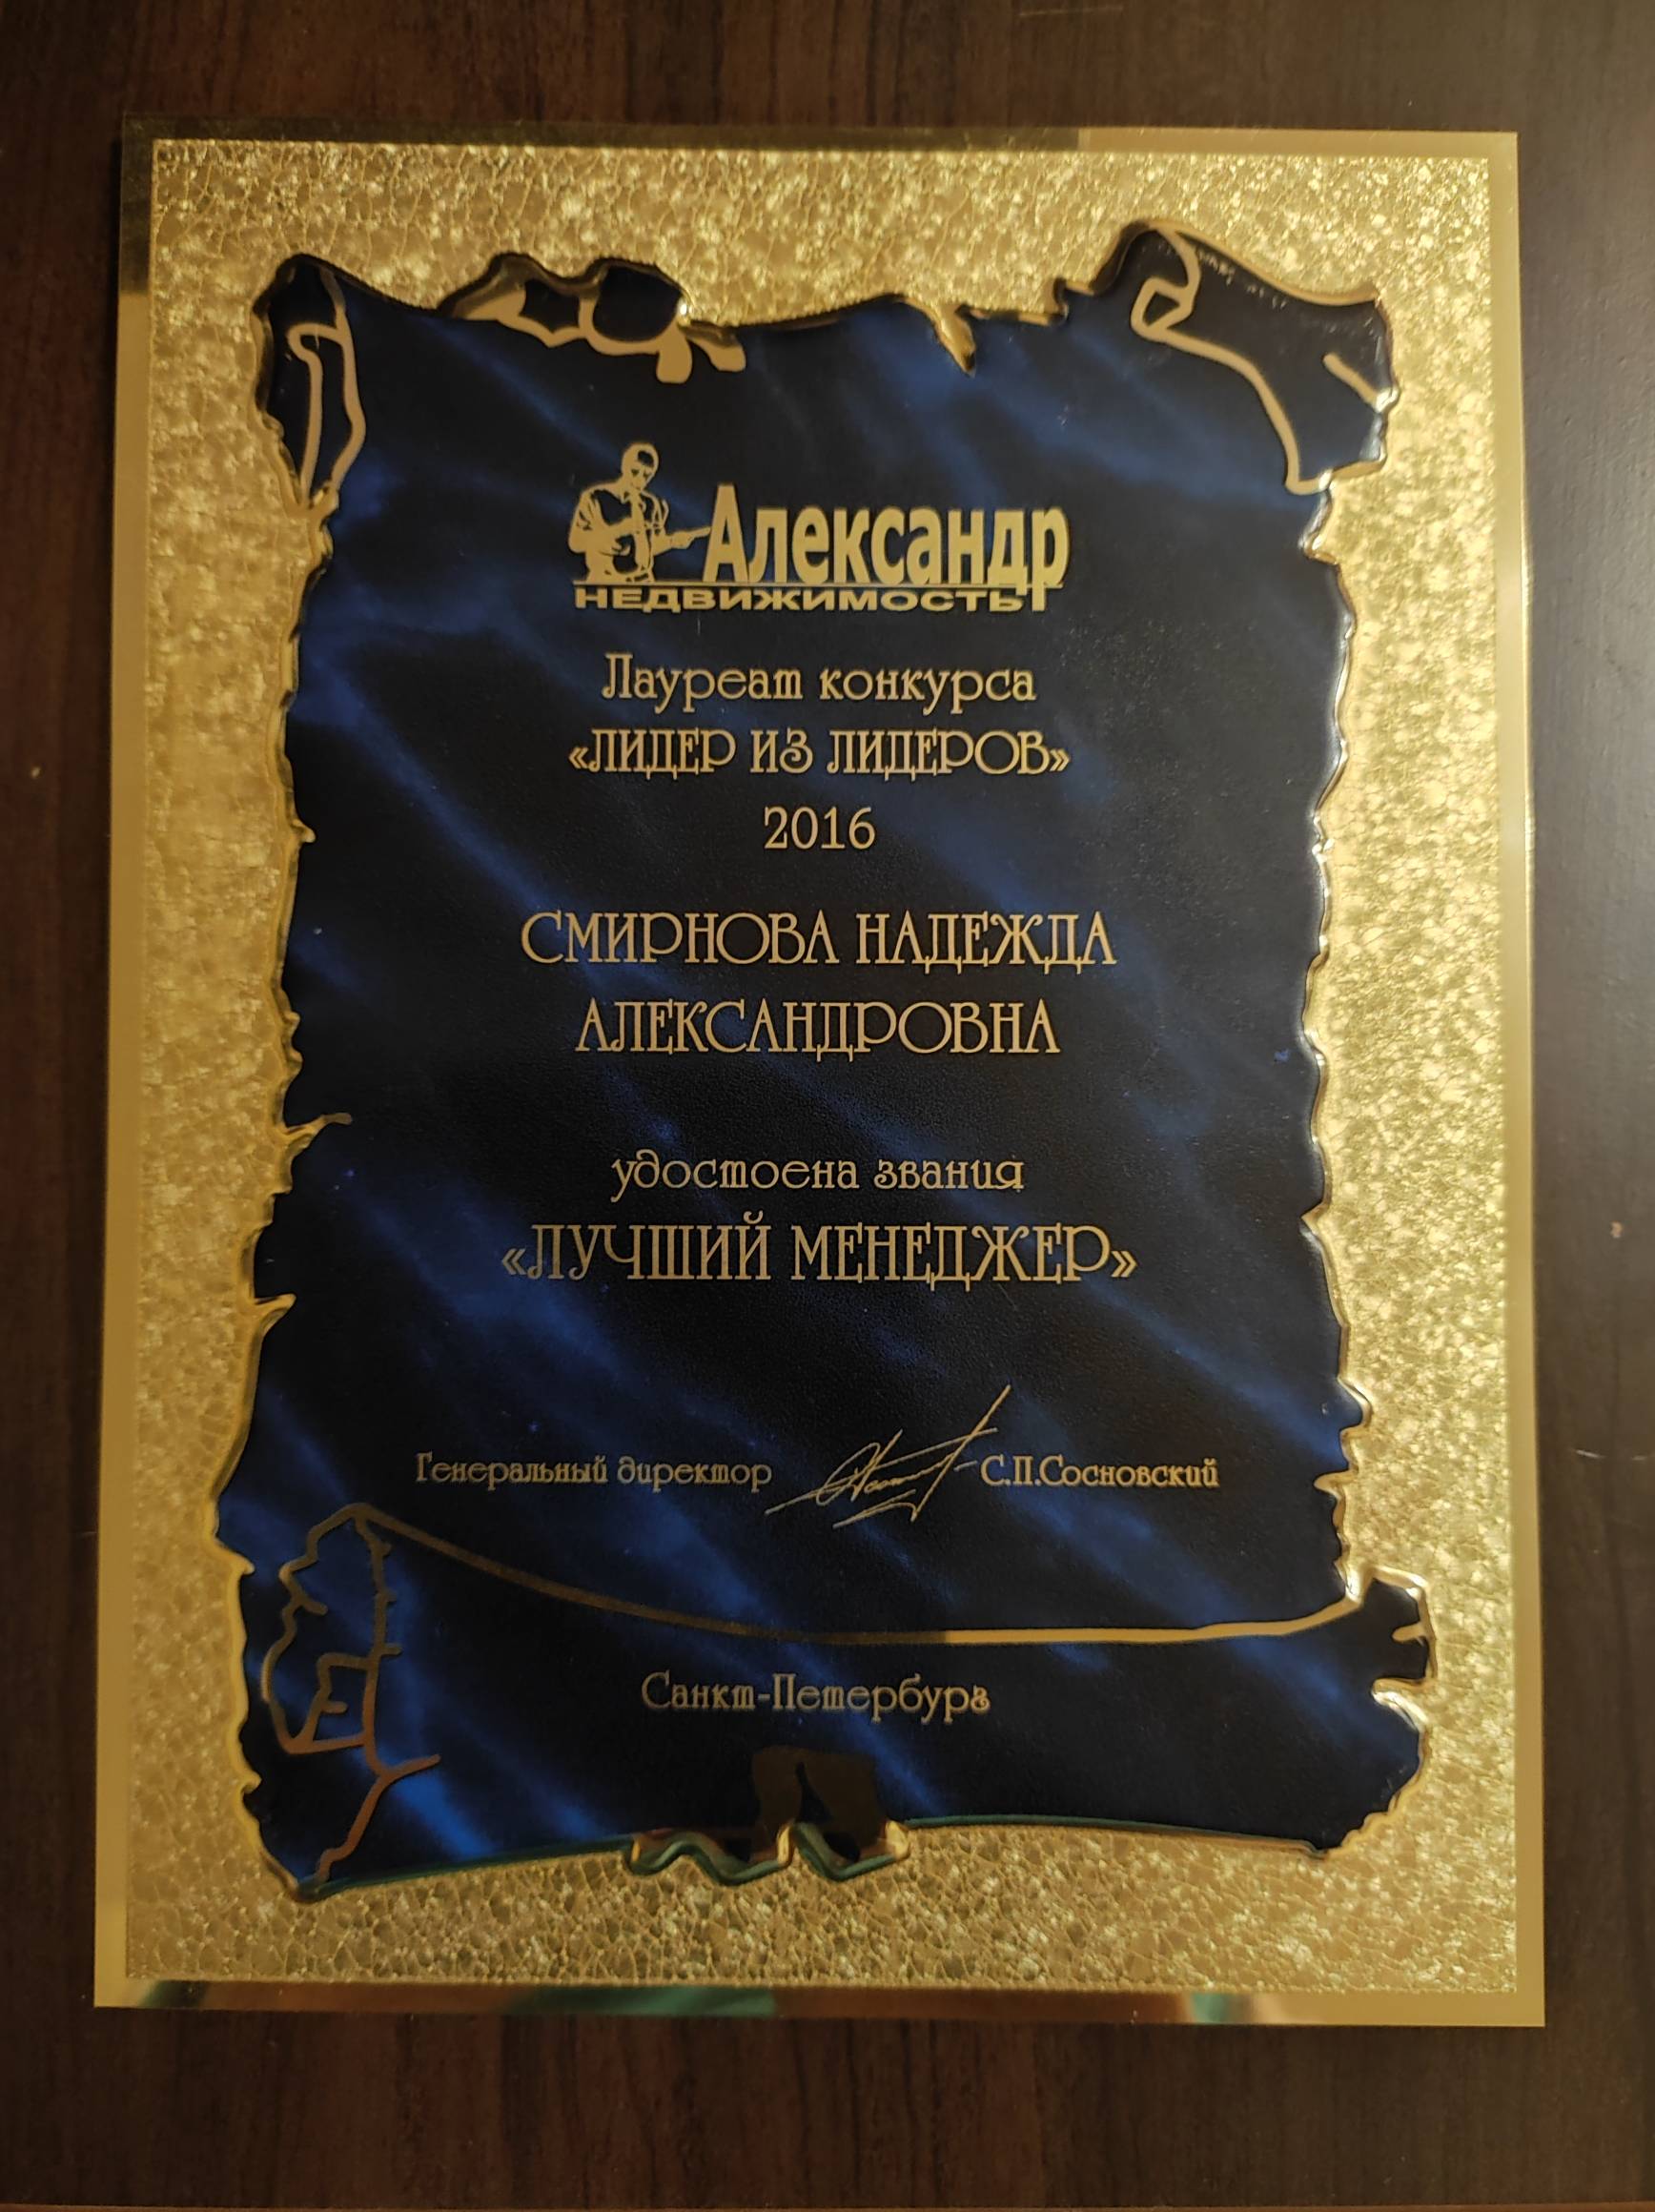 Александр
НЕДВИЖИМОСТЬ
Лауреат конкурса
«ЛИДЕР ИЗ ЛИДЕРОВ»
2016
СМИРНОВА НАДЕЖДА
АЛЕКСАНДРОВНА
удостоена звания
«ЛУЧШИЙ МЕНЕДЖЕР»
Генеральный директор С.П.Сосновский
Санкт-Петербург